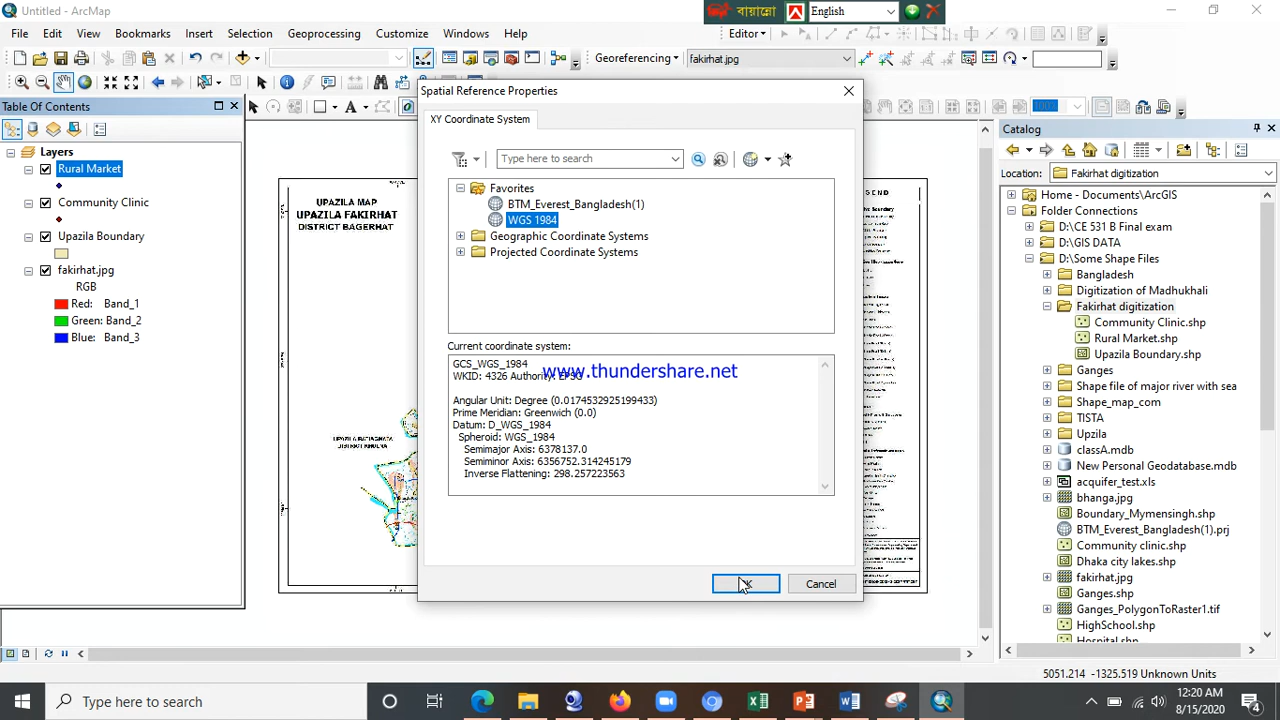 Untitled - ArcMap
বায়ান্নো
English
File Edit View Bookmarks Insert Selection Geoprocessing Customize Windows Help
Editor
Georeferencing
fakirhat.jpg
Table Of Contents
Layers
Rural Market
Community Clinic
Upazila Boundary
fakirhat.jpg
RGB
Red: Band_1
Green: Band_2
Blue: Band_3
UPAZILA MAP
UPAZILA FAKIRHAT
DISTRICT BAGERHAT
Spatial Reference Properties
XY Coordinate System
Type here to search
Favorites
BTM_Everest_Bangladesh(1)
WGS 1984
Geographic Coordinate Systems
Projected Coordinate Systems
Current coordinate system:
GCS_WGS_1984
WKID: 4326 Authority: EPSG
www.thundershare.net
Angular Unit: Degree (0.0174532925199433)
Prime Meridian: Greenwich (0.0)
Datum: D_WGS_1984
Spheroid: WGS_1984
Semimajor Axis: 6378137.0
Semiminor Axis: 6356752.314245179
Inverse Flattening: 298.257223563
Cancel
Catalog
Location: Fakirhat digitization
Home - Documents\ArcGIS
Folder Connections
D:\CE 531 B Final exam
D:\GIS DATA
D:\Some Shape Files
Bangladesh
Digitization of Madhukhali
Fakirhat digitization
Community Clinic.shp
Rural Market.shp
Upazila Boundary.shp
Ganges
Shape file of major river with sea
Shape_map_com
TISTA
Upzila
classA.mdb
New Personal Geodatabase.mdb
acquifer_test.xls
bhanga.jpg
Boundary_Mymensingh.shp
BTM_Everest_Bangladesh(1).prj
Community clinic.shp
Dhaka city lakes.shp
fakirhat.jpg
Ganges.shp
Ganges_PolygonToRaster1.tif
HighSchool.shp
Hospital.shp
5051.214 -1325.519 Unknown Units
Type here to search
12:20 AM
8/15/2020
4